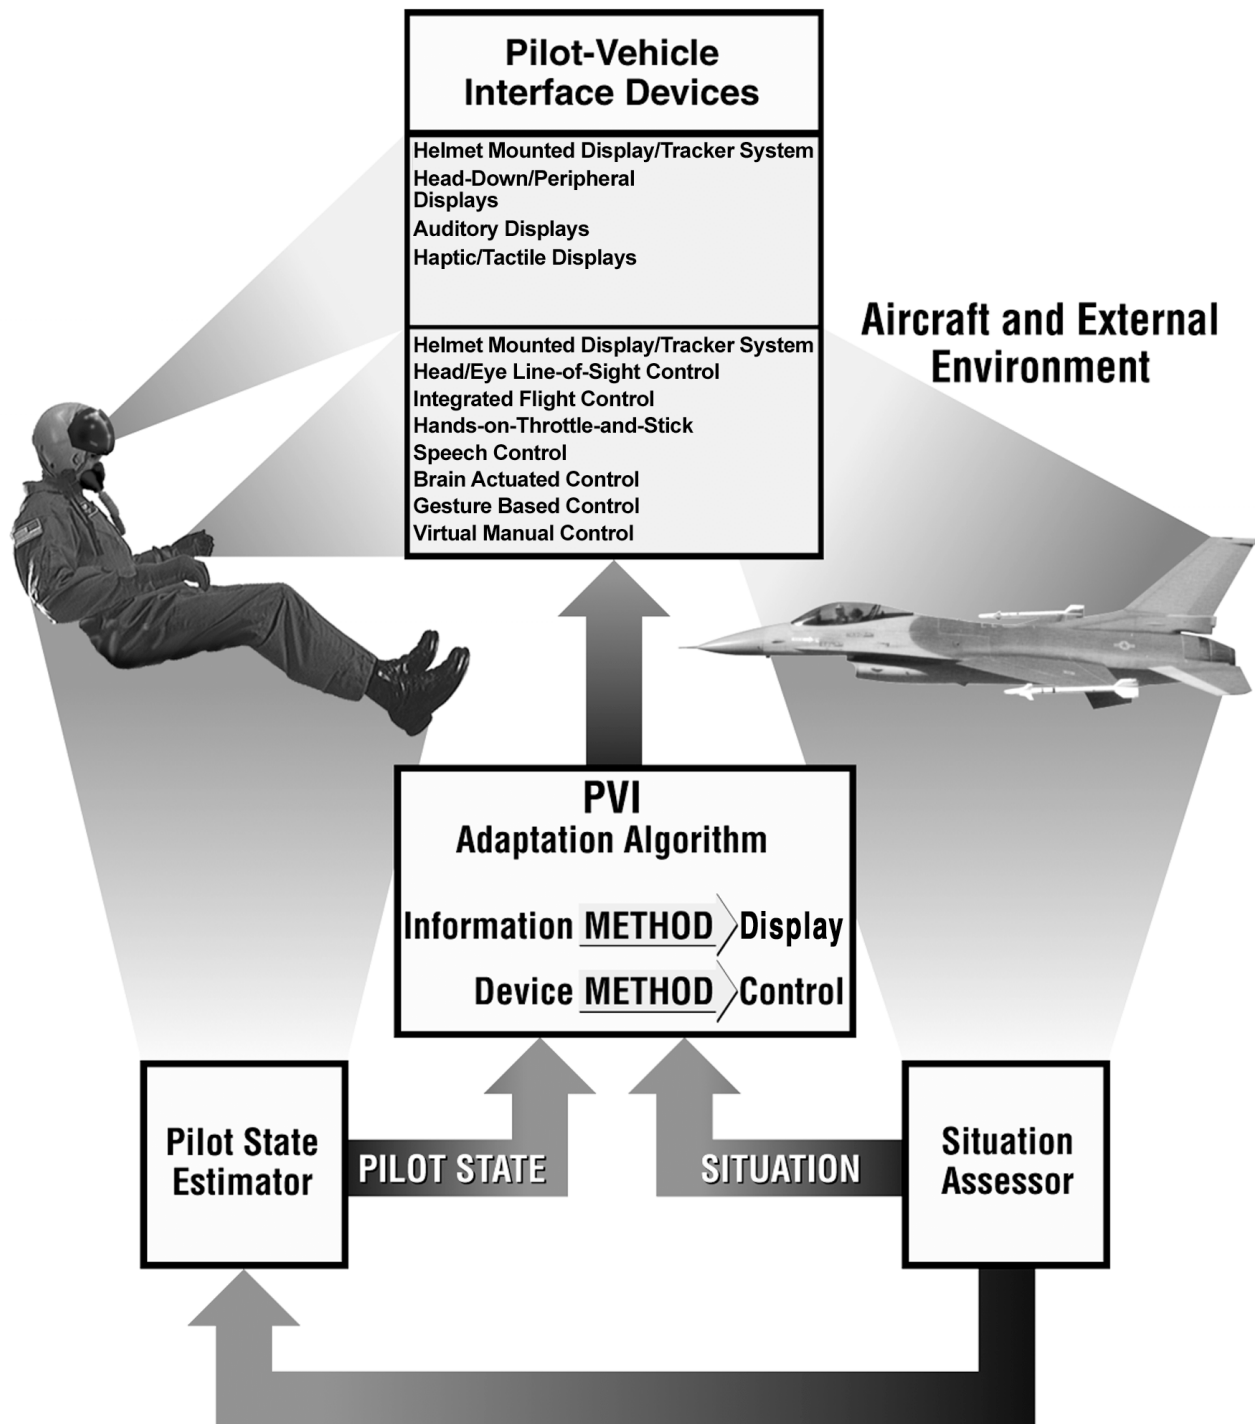 Pilot-Vehicle
Interface Devices
Helmet Mounted Display/Tracker System
Head-Down/Peripheral
Displays
Auditory Displays
Haptic/Tactile Displays
Helmet Mounted Display/Tracker System
Head/Eye Line-of-Sight Control
Integrated Flight Control
Hands-on-Throttle-and-Stick
Speech Control
Brain Actuated Control
Gesture Based Control
Virtual Manual Control
Aircraft and External
Environment
PVI
Adaptation Algorithm
Information METHOD Display
Device METHOD Control
Pilot State
Estimator
PILOT STATE
SITUATION
Situation
Assessor